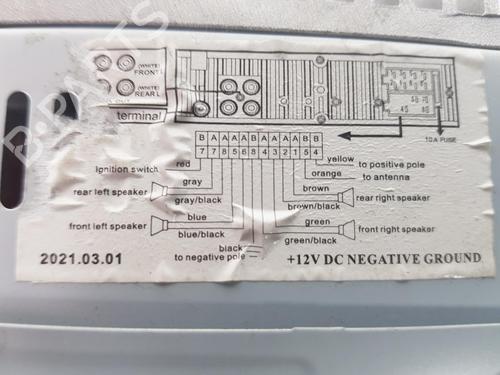 (WHITE)
FRONT
(WHITE)
REAR
OUT
terminal
10 A FUSE
B A A A A B A A A A B B
7 7 8 5 6 8 4 3 2 1 5 4
Ignition switch red
yellow to positive pole
orange to antenna
gray
brown
rear left speaker
rear right speaker
gray/black
brown/black
blue
green
front left speaker
front right speaker
blue/black
green/black
black
to negative pole
2021.03.01
+12V DC NEGATIVE GROUND
B-PARTS